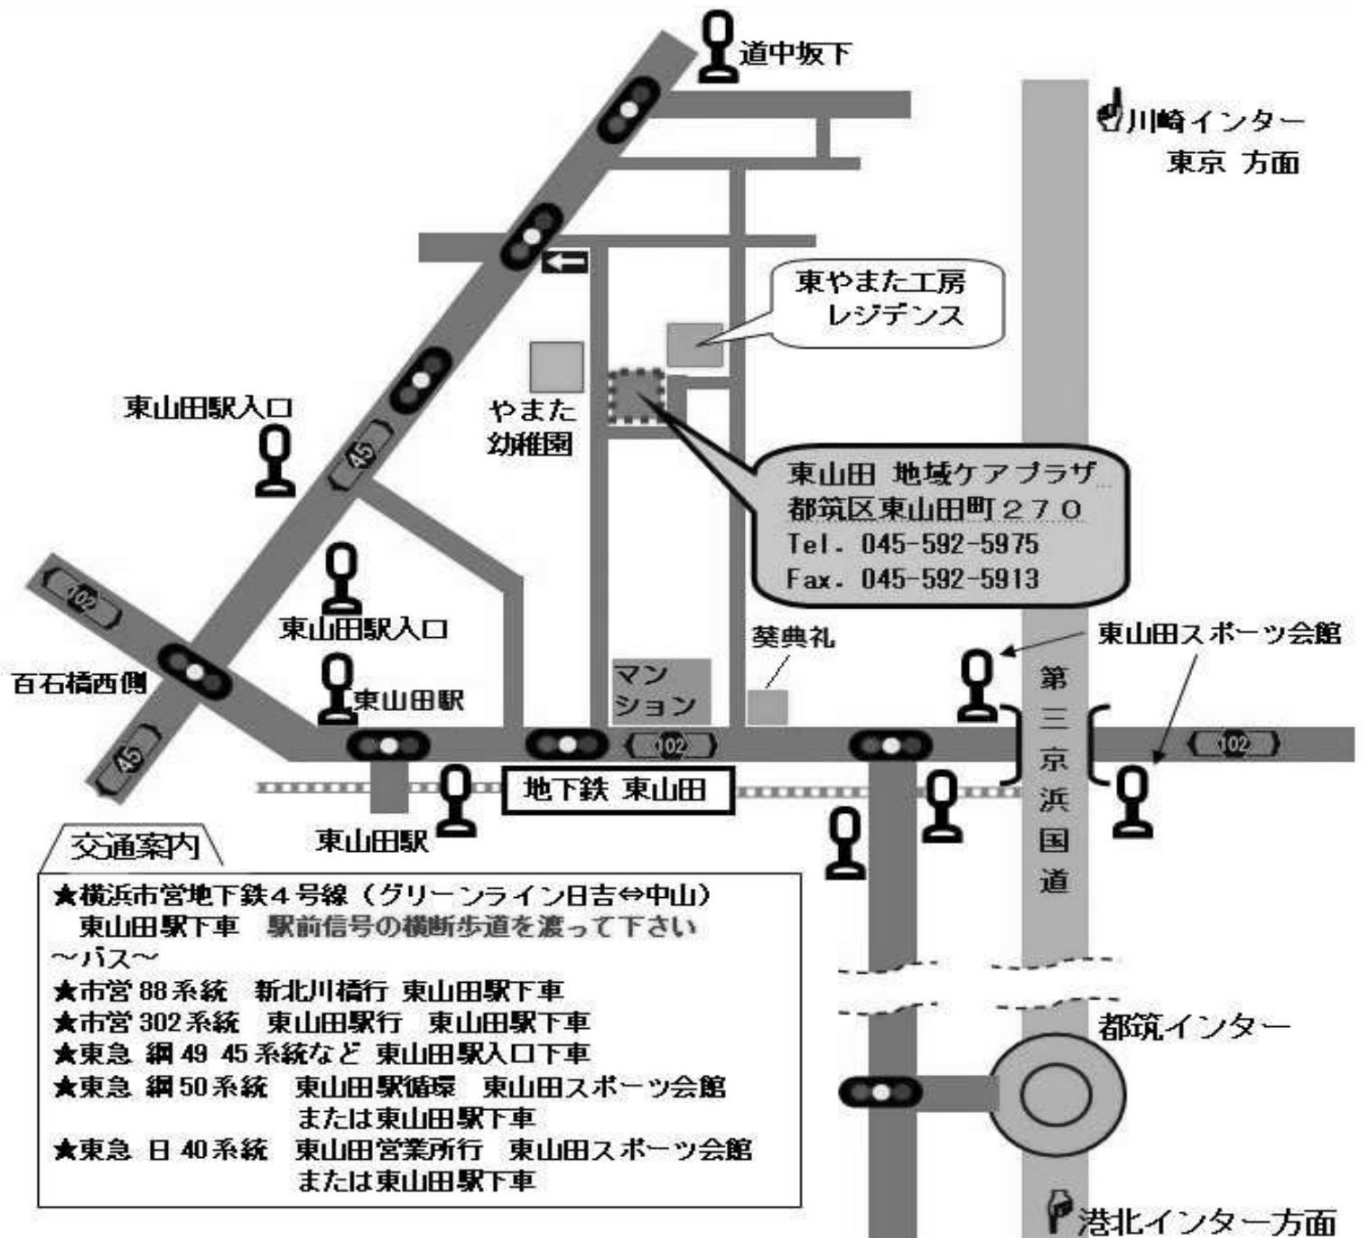 道中坂下
川崎インター
東京 方面
東やまた工房
レジデンス
東山田駅入口
45
やまた
幼稚園
東山田 地域ケアプラザ
都筑区東山田町270
Tel. 045-592-5975
Fax. 045-592-5913
102
東山田駅入口
葵典礼
東山田スポーツ会館
百石橋西側
東山田駅
マン
ション
第三京浜国道
45
102
102
地下鉄 東山田
東山田駅
交通案内
★横浜市営地下鉄4号線（グリーンライン日吉⇔中山）
東山田駅下車 駅前信号の横断歩道を渡って下さい
～バス～
★市営 88 系統 新北川橋行 東山田駅下車
★市営 302 系統 東山田駅行 東山田駅下車
★東急 綱 49 45 系統など 東山田駅入口下車
★東急 綱 50 系統 東山田駅循環 東山田スポーツ会館
または東山田駅下車
★東急 日 40 系統 東山田営業所行 東山田スポーツ会館
または東山田駅下車
都筑インター
港北インター方面